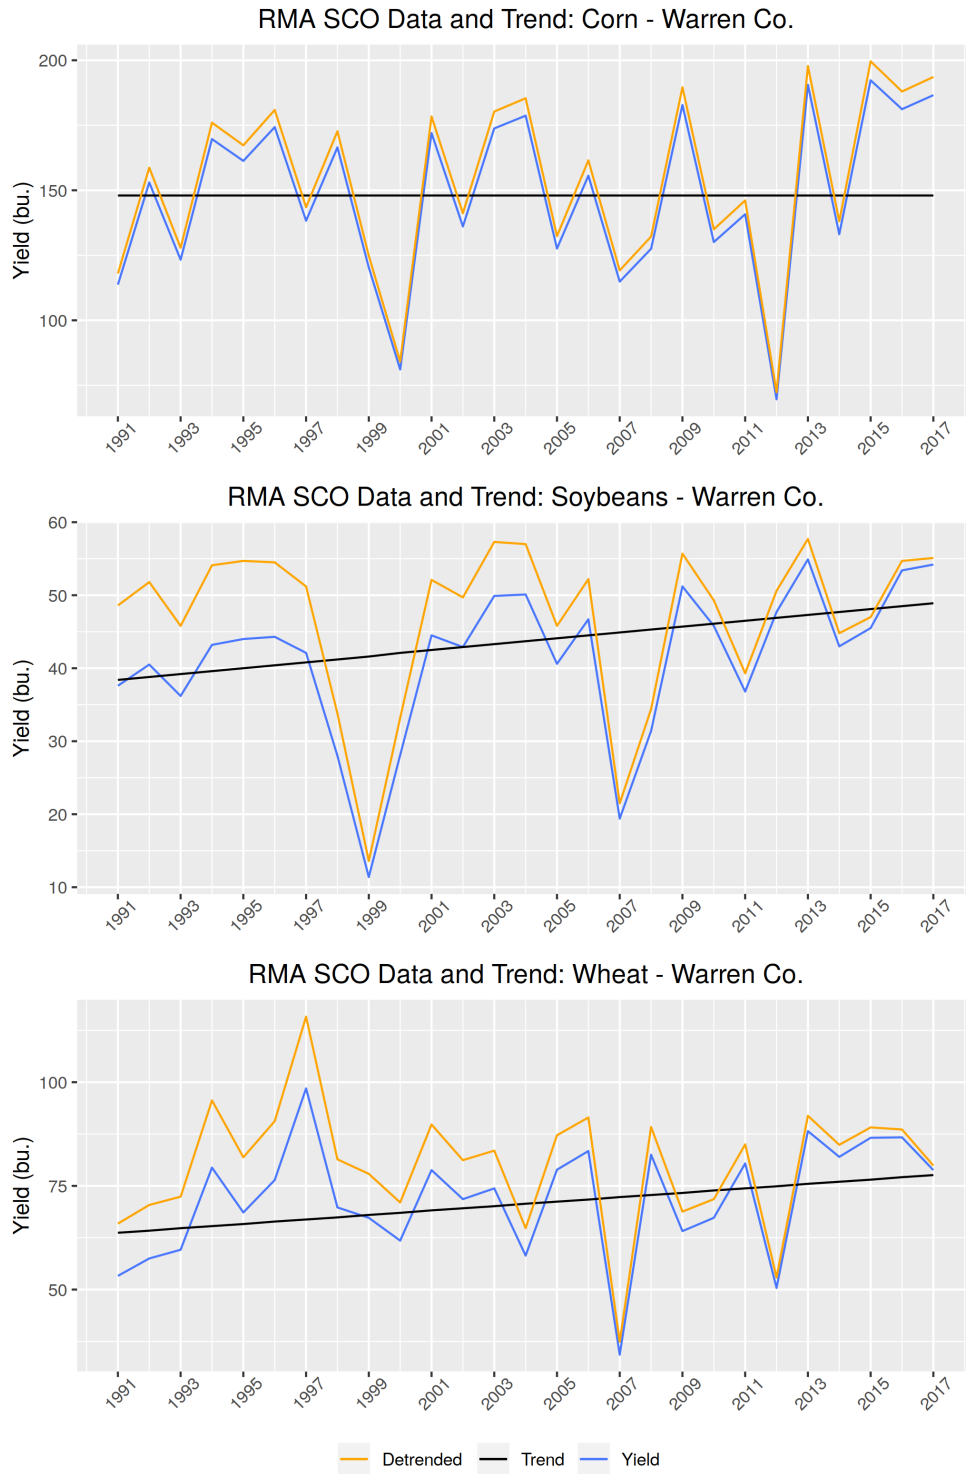 RMA SCO Data and Trend: Corn - Warren Co.
200
150
100
Yield (bu.)
1991 1993 1995 1997 1999 2001 2003 2005 2007 2009 2011 2013 2015 2017
RMA SCO Data and Trend: Soybeans - Warren Co.
60
50
40
30
20
10
Yield (bu.)
1991 1993 1995 1997 1999 2001 2003 2005 2007 2009 2011 2013 2015 2017
RMA SCO Data and Trend: Wheat - Warren Co.
100
75
50
Yield (bu.)
1991 1993 1995 1997 1999 2001 2003 2005 2007 2009 2011 2013 2015 2017
Detrended Trend Yield